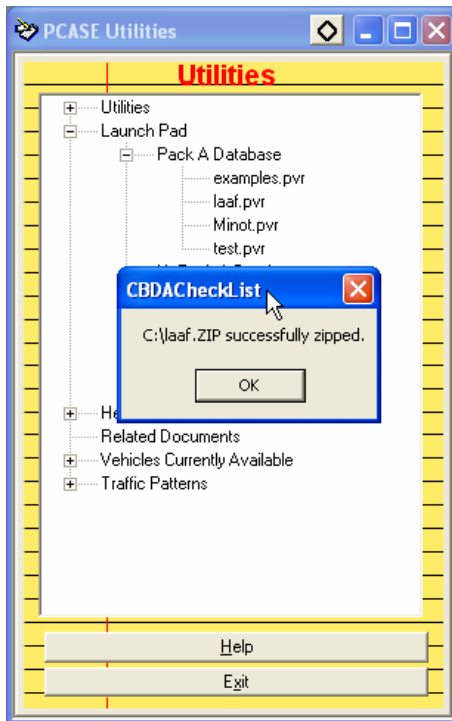 PCASE Utilities
Utilities
Utilities
Launch Pad
Pack A Database
examples.pvr
laaf.pvr
Minot.pvr
test.pvr
CBDACheckList
C:\laaf.ZIP successfully zipped.
OK
He
Related Documents
Vehicles Currently Available
Traffic Patterns
Help
Exit